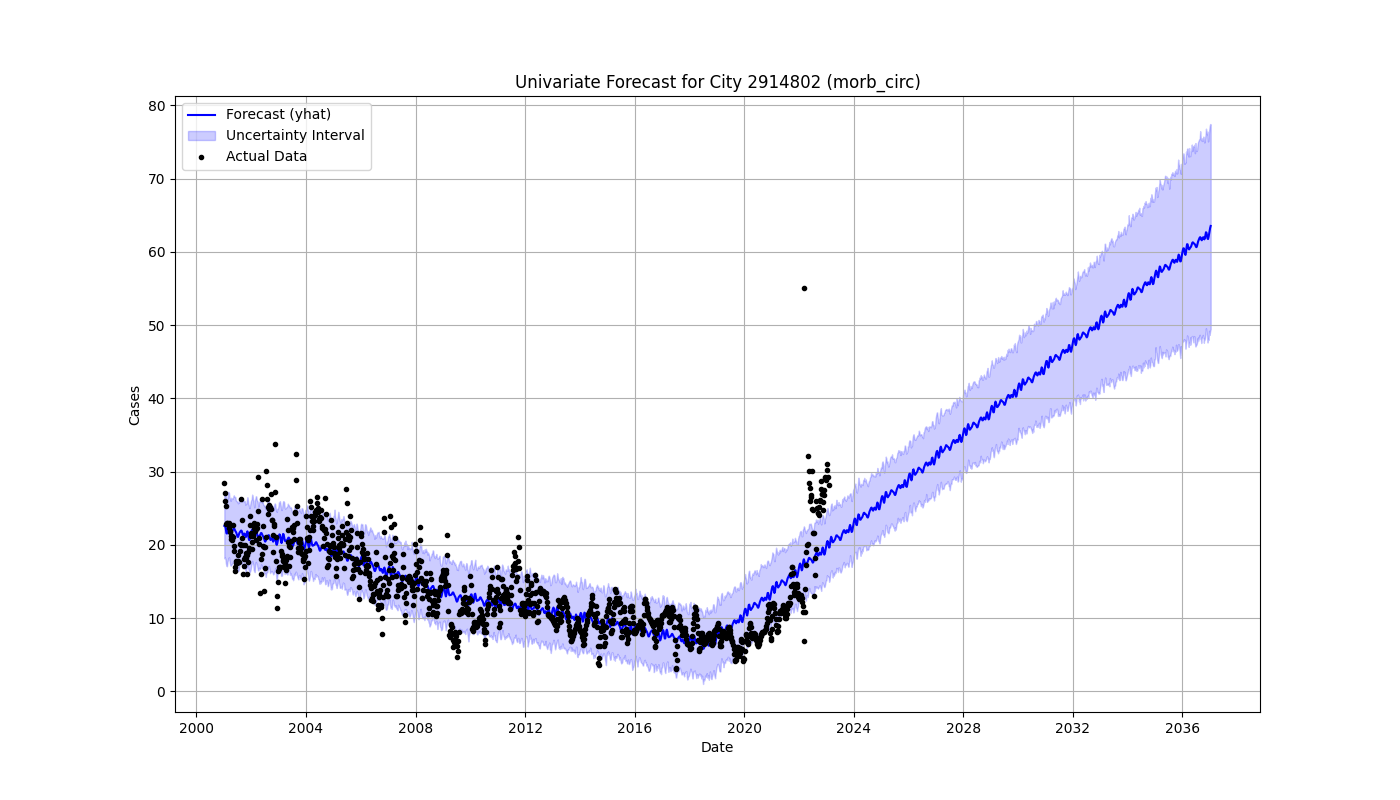 Univariate Forecast for City 2914802 (morb_circ)
Forecast (yhat)
Uncertainty Interval
Actual Data
80
70
60
50
40
30
20
10
0
Cases
2000 2004 2008 2012 2016 2020 2024 2028 2032 2036
Date